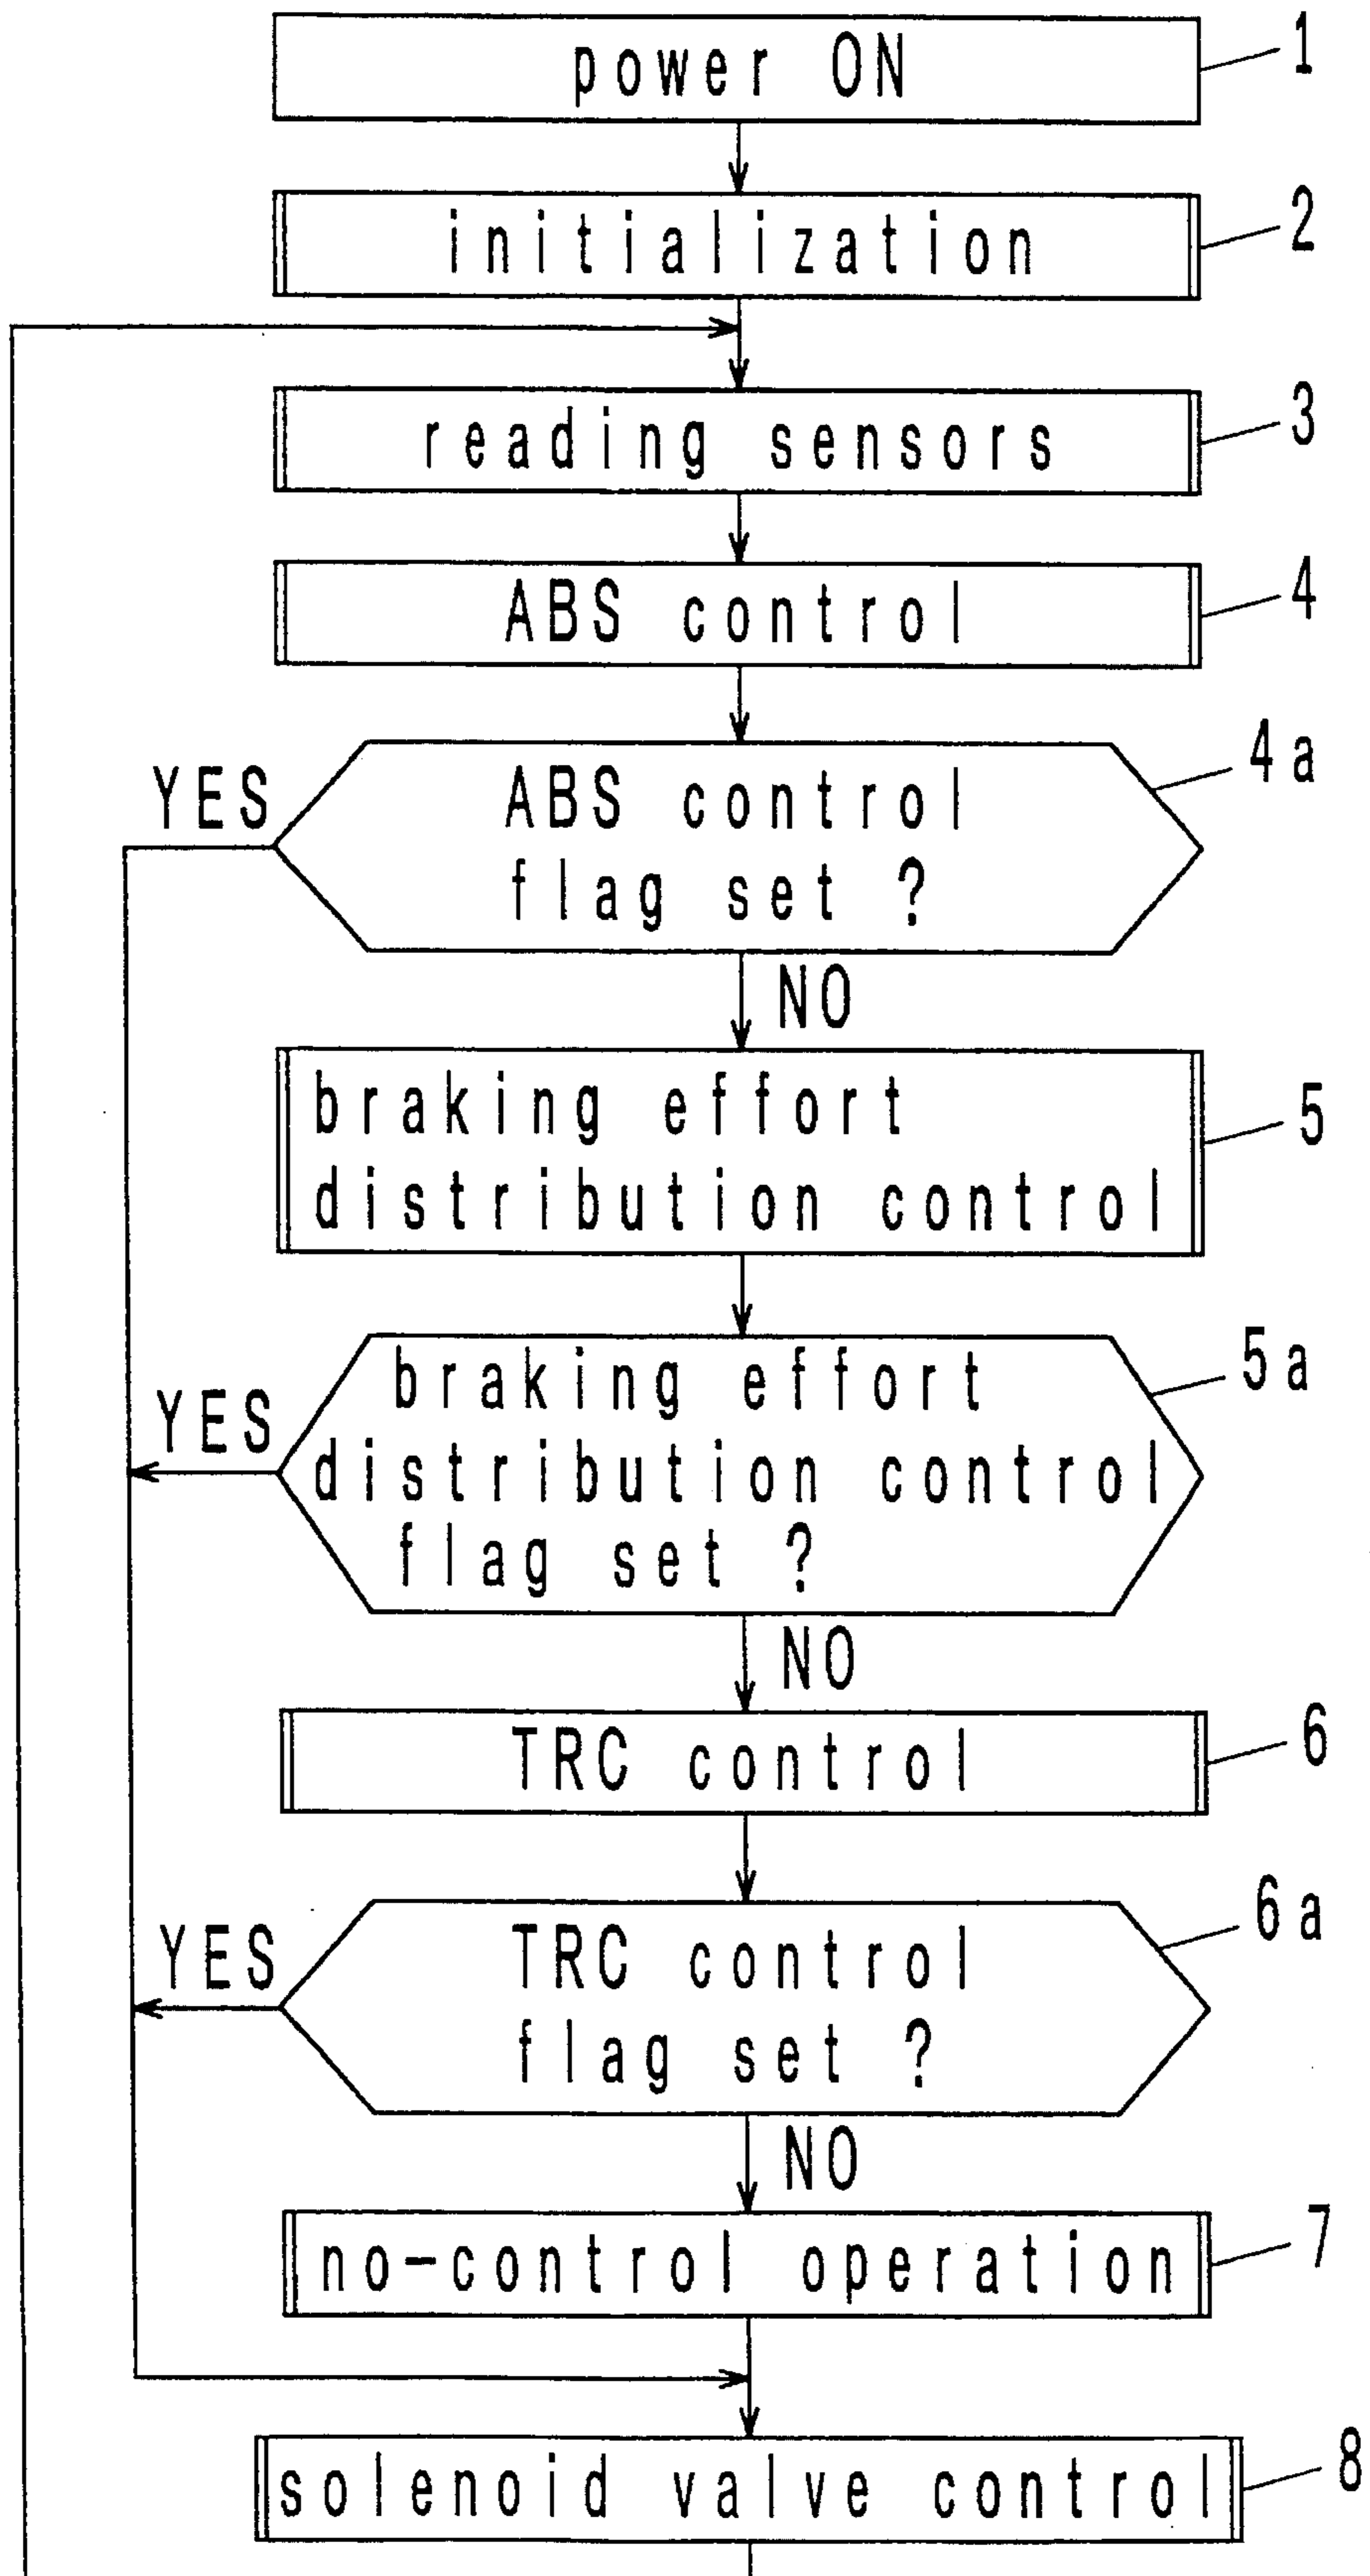 power ON
1
initialization
2
reading sensors
3
ABS control
4
ABS control
flag set ?
4a
YES
NO
braking effort
distribution control
5
braking effort
distribution control
flag set ?
5a
YES
NO
TRC control
6
TRC control
flag set ?
6a
YES
NO
no-control operation
7
solenoid valve control
8